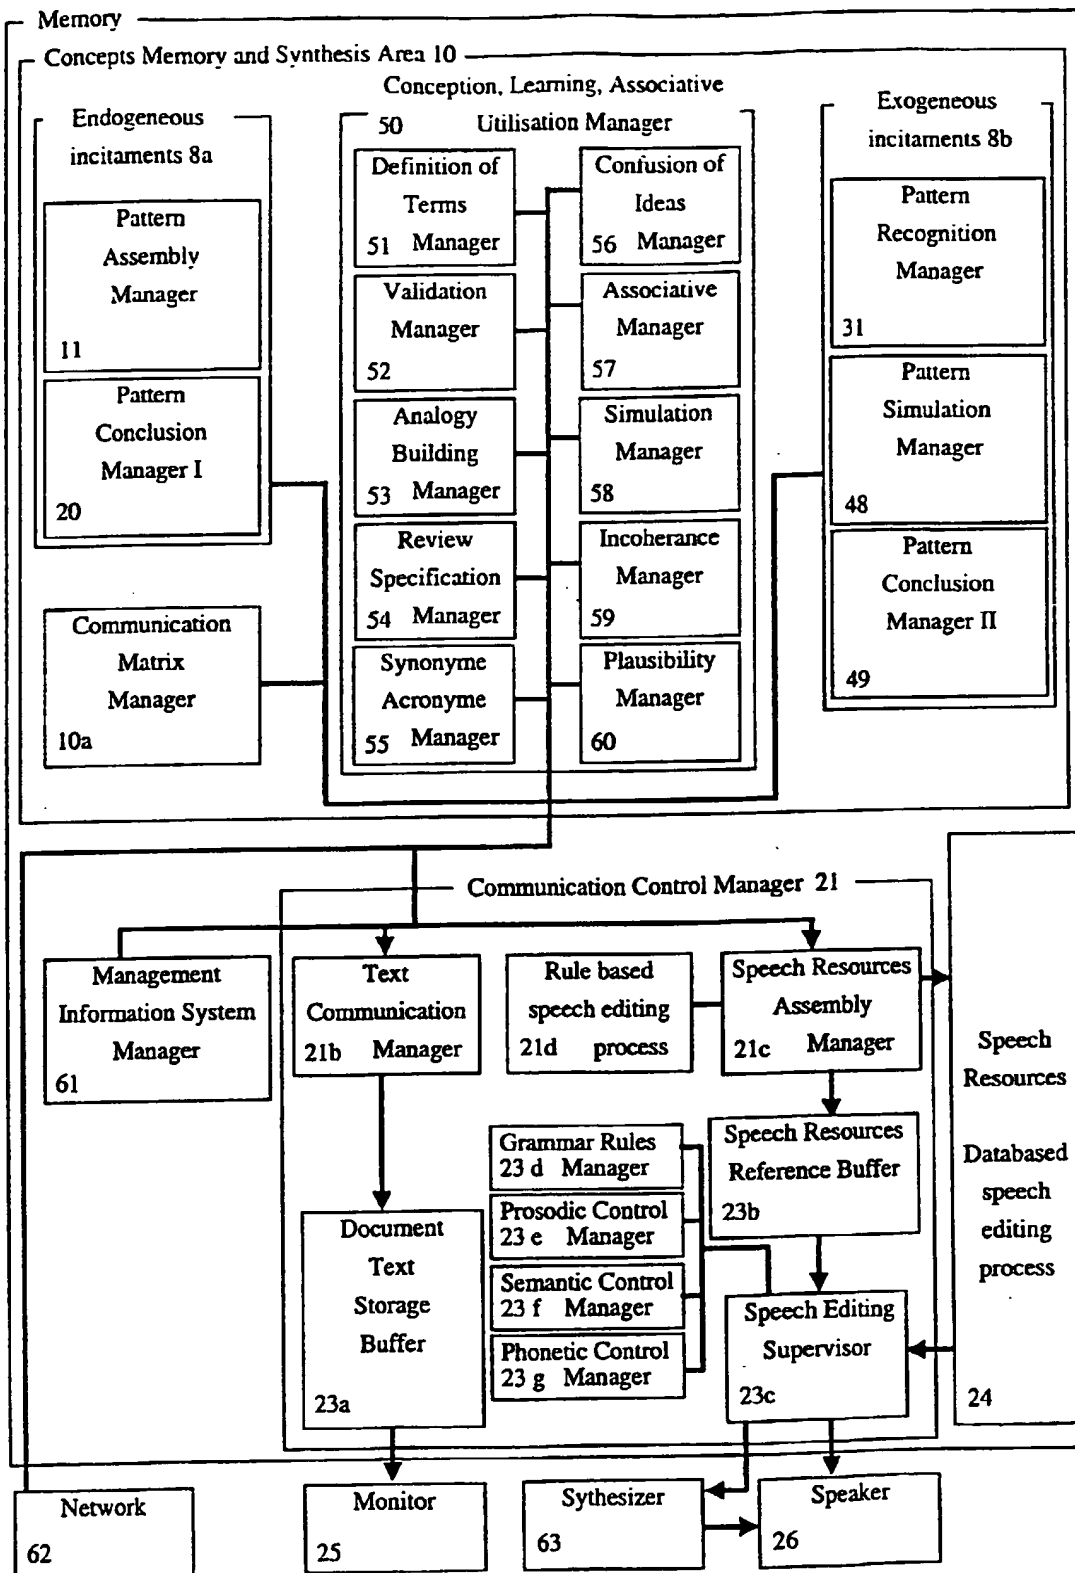 Memory
Concepts Memory and Synthesis Area 10
Conception, Learning, Associative
50 Utilisation Manager
Endogeneous
incitaments 8a
Pattern
Assembly
Manager
11
Pattern
Conclusion
Manager I
20
Communication
Matrix
Manager
10a
Definition of
Terms
51 Manager
Validation
Manager
52
Analogy
Building
53 Manager
Review
Specification
54 Manager
Synonyme
Acronyme
55 Manager
Confusion of
Ideas
56 Manager
Associative
Manager
57
Simulation
Manager
58
Incoherance
Manager
59
Plausibility
Manager
60
Exogeneous
incitaments 8b
Pattern
Recognition
Manager
31
Pattern
Simulation
Manager
48
Pattern
Conclusion
Manager II
49
Communication Control Manager 21
Management
Information System
Manager
61
Text
Communication
21b Manager
Rule based
speech editing
21d process
Speech Resources
Assembly
21c Manager
Speech
Resources
Databased
speech
editing
process
24
Grammar Rules
23 d Manager
Prosodic Control
23 e Manager
Semantic Control
23 f Manager
Phonetic Control
23 g Manager
Speech Resources
Reference Buffer
23b
Document
Text
Storage
Buffer
23a
Speech Editing
Supervisor
23c
Network
62
Monitor
25
Sythesizer
63
Speaker
26